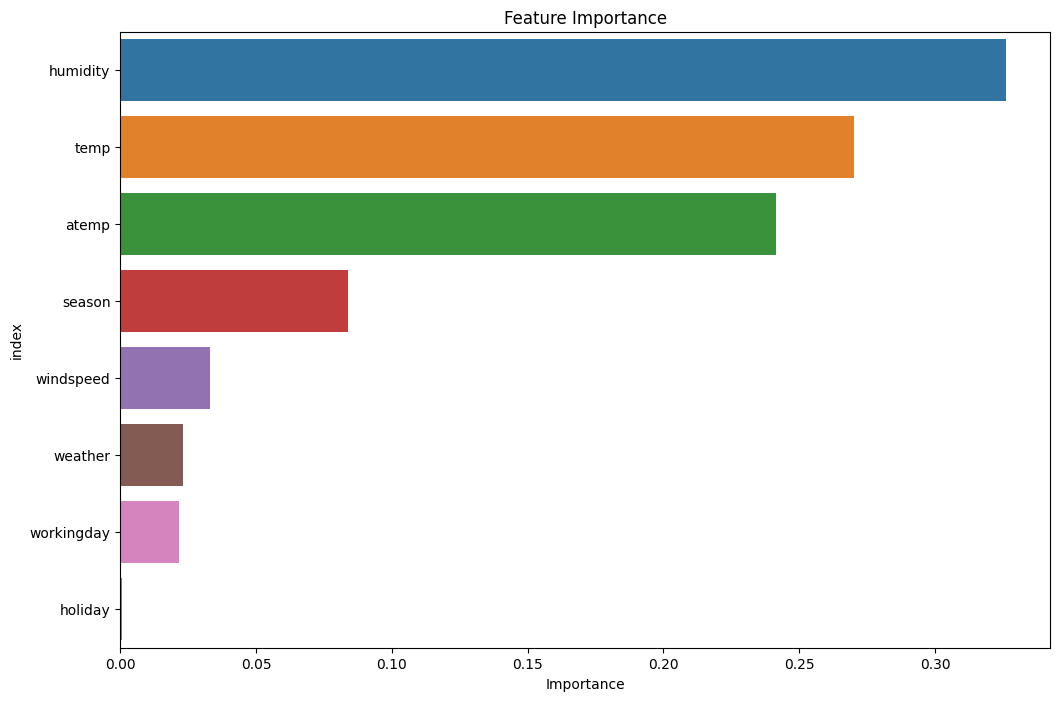 Feature Importance
humidity
temp
atemp
season
windspeed
weather
workingday
holiday
index
0.00 0.05 0.10 0.15 0.20 0.25 0.30
Importance